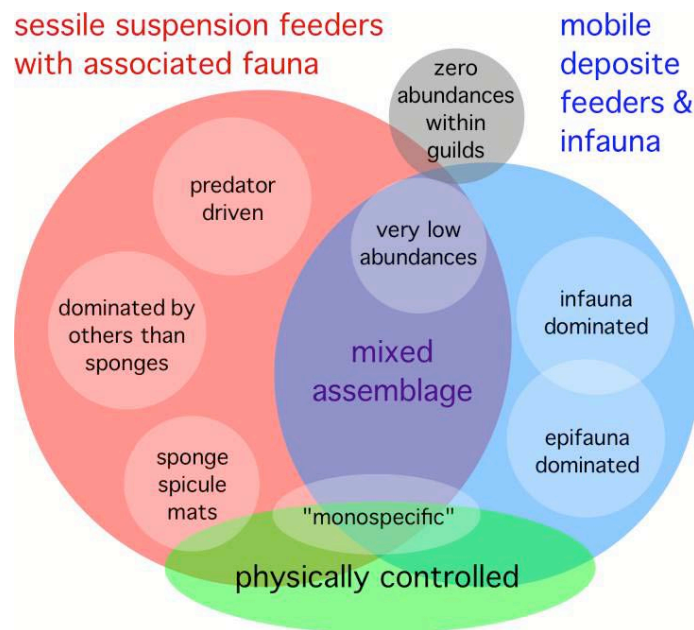 sessile suspension feeders
with associated fauna
mobile
deposite
feeders &
infauna
zero
abundances
within
guilds
predator
driven
very low
abundances
dominated by
others than
sponges
infauna
dominated
mixed
assemblage
epifauna
dominated
sponge
spicule
mats
"monospecific"
physically controlled